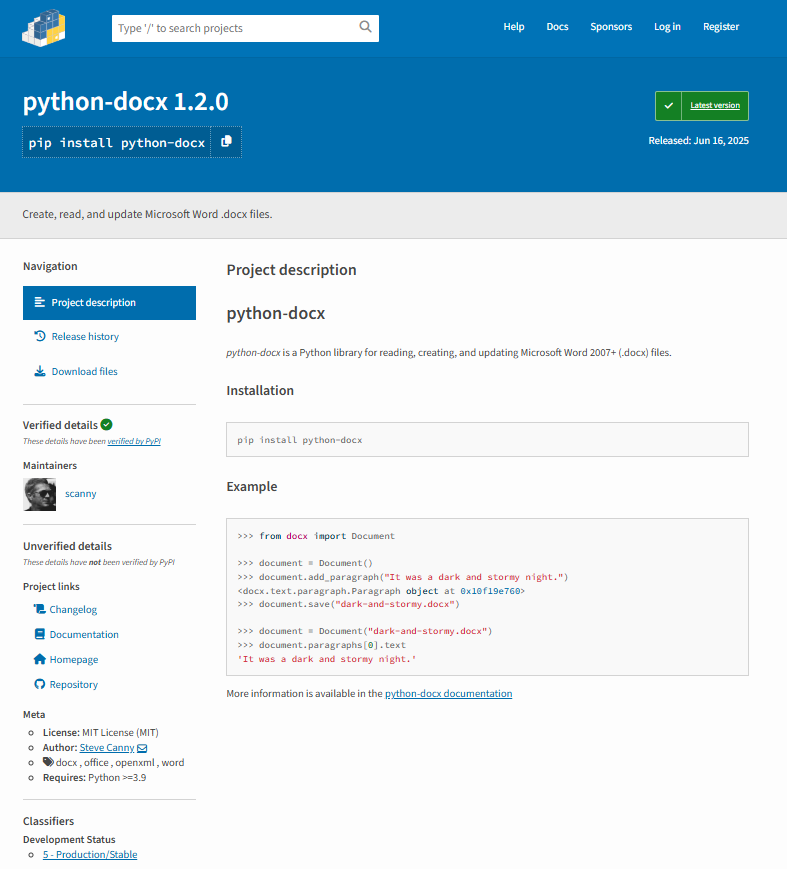 Type '/' to search projects
Help
Docs
Sponsors
Log in
Register
python-docx 1.2.0
pip install python-docx
Latest version
Released: Jun 16, 2025
Create, read, and update Microsoft Word .docx files.
Navigation
Project description
Release history
Download files
Verified details
These details have been verified by PyPI
Maintainers
scanny
Unverified details
These details have not been verified by PyPI
Project links
Changelog
Documentation
Homepage
Repository
Meta
License: MIT License (MIT)
Author: Steve Canny
docx , office , openxml , word
Requires: Python >=3.9
Classifiers
Development Status
5 - Production/Stable
Project description
python-docx
python-docx is a Python library for reading, creating, and updating Microsoft Word 2007+ (.docx) files.
Installation
pip install python-docx
Example
>>> from docx import Document
>>> document = Document()
>>> document.add_paragraph("It was a dark and stormy night.")
<docx.text.paragraph.Paragraph object at 0x10f19e760>
>>> document.save("dark-and-stormy.docx")
>>> document = Document("dark-and-stormy.docx")
>>> document.paragraphs[0].text
'It was a dark and stormy night.'
More information is available in the python-docx documentation